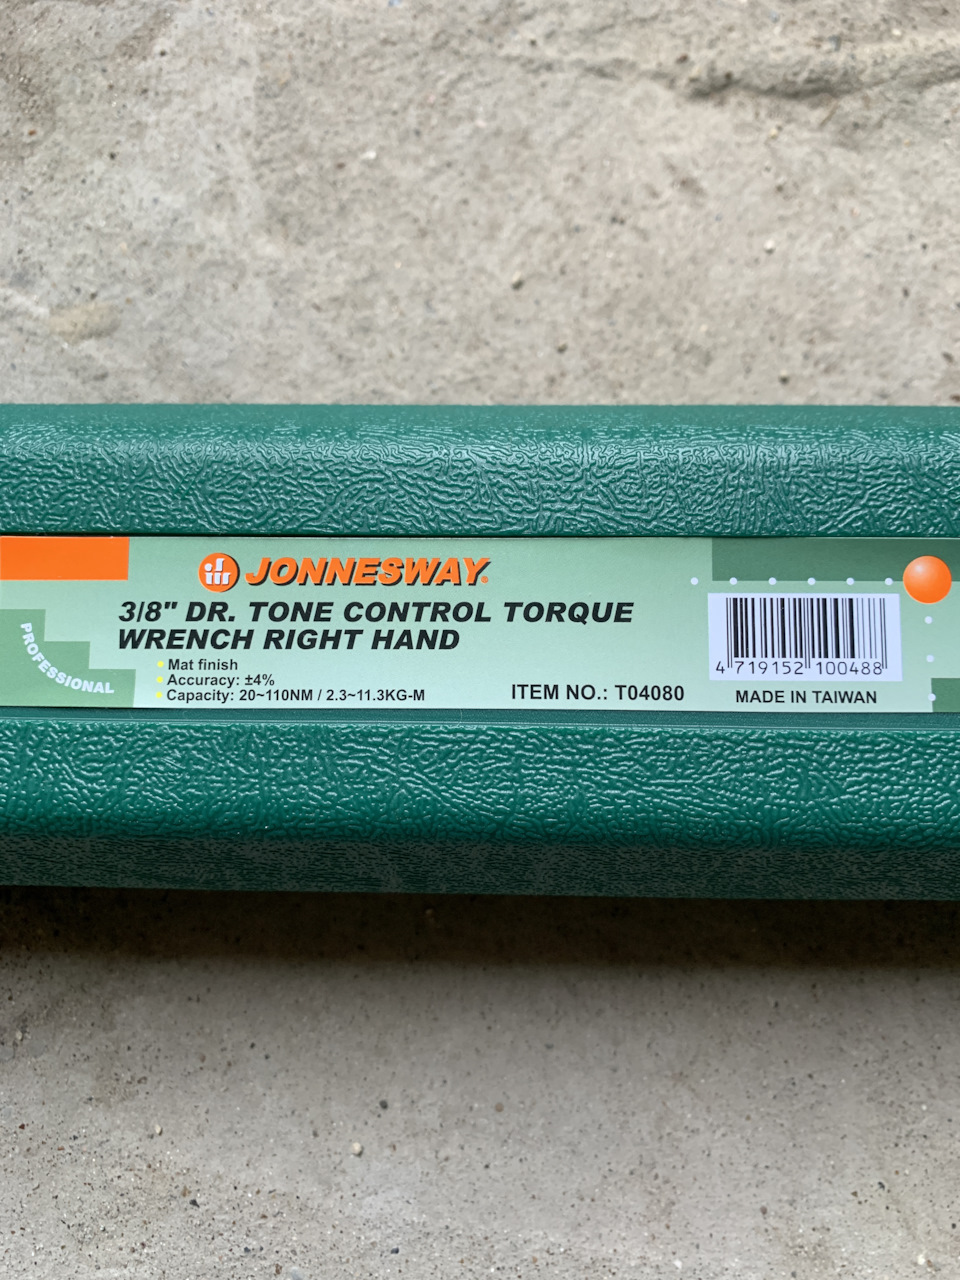 JONNESWAY
3/8" DR. TONE CONTROL TORQUE
WRENCH RIGHT HAND
Mat finish
Accuracy: ±4%
Capacity: 20~110NM / 2.3~11.3KG-M
PROFESSIONAL
ITEM NO.: T04080
4 719152 100488
MADE IN TAIWAN